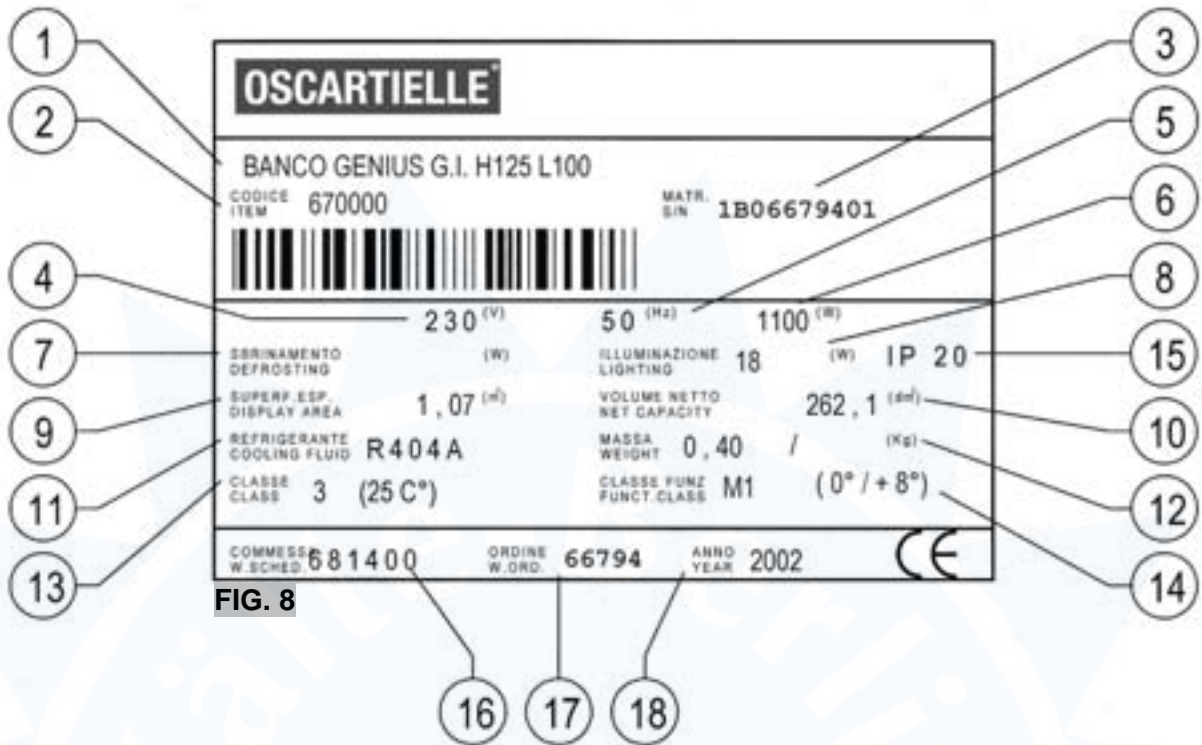 OSCARTIELLE
BANCO GENIUS G.I. H125 L100
CODICE
ITEM 670000
MATR.
S\N 1B06679401
230 (V) 50 (Hz) 1100 (W)
SBRINAMENTO
DEFROSTING (W)
ILLUMINAZIONE
LIGHTING 18 (W) IP 20
SUPERF.ESP.
DISPLAY AREA 1,07 (㎡)
VOLUME NETTO
NET CAPACITY 262,1 (dm³)
REFRIGERANTE
COOLING FLUID R404A
MASSA
WEIGHT 0,40 / (Kg)
CLASSE
CLASS 3 (25 C°)
CLASSE FUNZ
FUNCT.CLASS M1 (0° / + 8°)
COMMESSA
W.SCHED. 681400
ORDINE
W.ORD. 66794
ANNO
YEAR 2002
CE
FIG. 8
1
2
4
7
9
11
13
3
5
6
8
15
10
12
14
16
17
18